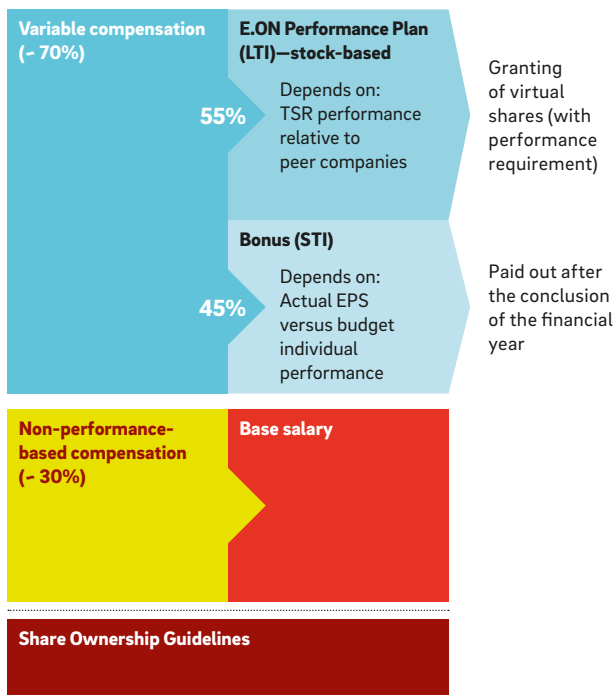 Variable compensation
(~ 70%)
55%
45%
E.ON Performance Plan
(LTI)—stock-based
Depends on:
TSR performance
relative to
peer companies
Granting
of virtual
shares (with
performance
requirement)
Bonus (STI)
Depends on:
Actual EPS
versus budget
individual
performance
Paid out after
the conclusion
of the financial
year
Non-performance-
based compensation
(~ 30%)
Base salary
Share Ownership Guidelines